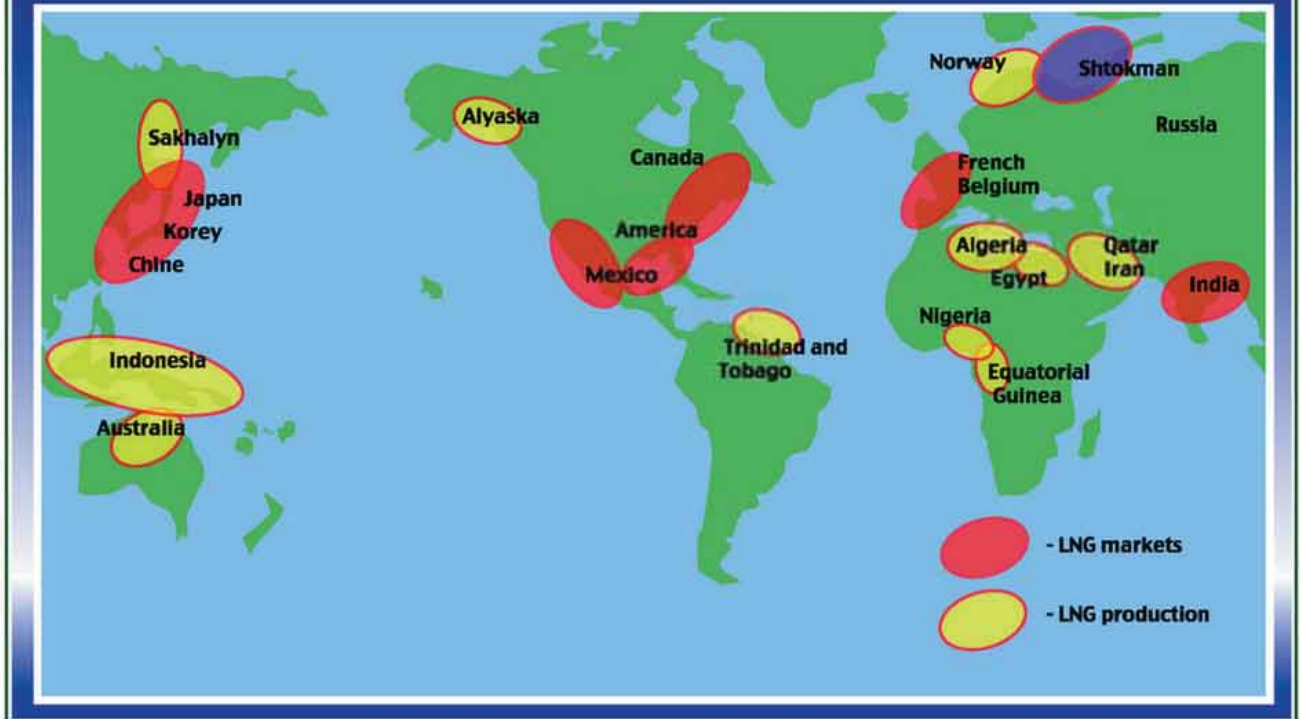 Norway
Shtokman
Alyaska
Russia
Sakhalyn
Canada
French
Belgium
Japan
Korey
America
Chine
Mexico
Algeria
Egypt
Qatar
Iran
India
Nigeria
Trinidad and
Tobago
Indonesia
Equatorial
Guinea
Australia
- LNG markets
- LNG production